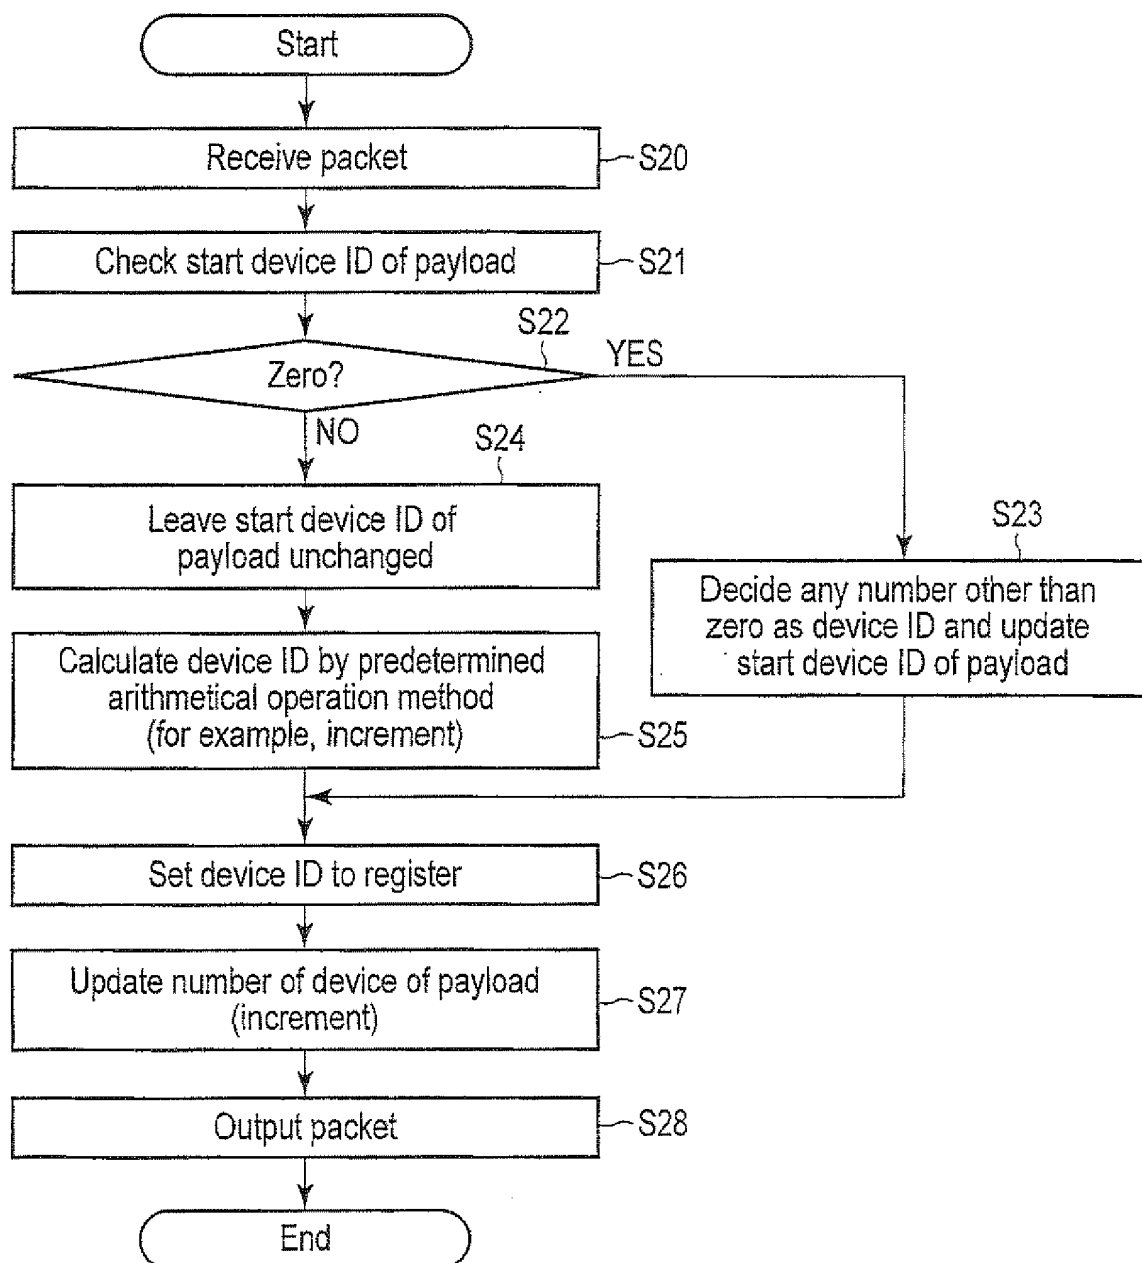 Start
Receive packet
S20
Check start device ID of payload
S21
S22
Zero?
YES
NO
S24
Leave start device ID of
payload unchanged
S23
Decide any number other than
zero as device ID and update
start device ID of payload
Calculate device ID by predetermined
arithmetical operation method
(for example, increment)
S25
Set device ID to register
S26
Update number of device of payload
(increment)
S27
Output packet
S28
End